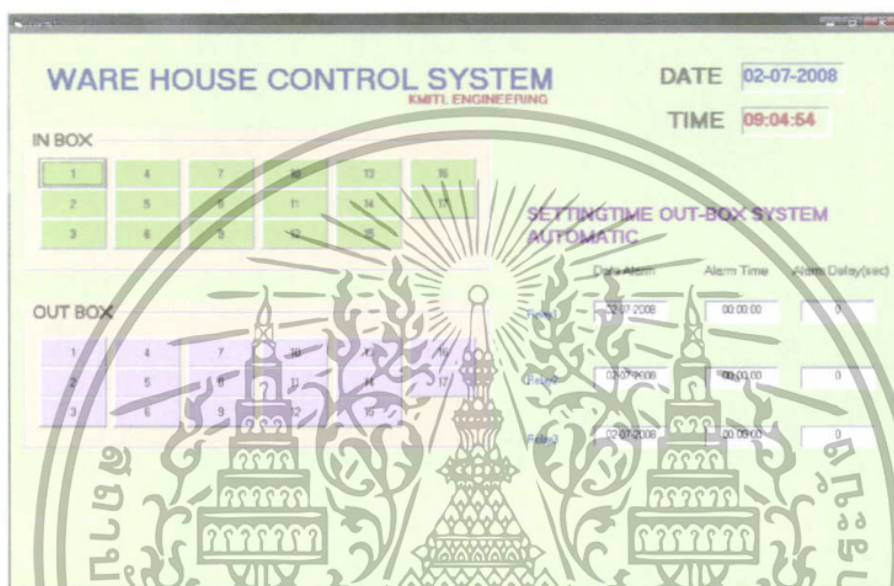 WARE HOUSE CONTROL SYSTEM
KMITL ENGINEERING
DATE 02-07-2008
TIME 09:04:54
IN BOX
1 4 7 10 13 16
2 5 8 11 14 17
3 6 9 12 15
SETTINGTIME OUT-BOX SYSTEM
AUTOMATIC
Date Alarm Alarm Time Alarm Delay(sec)
Relay1 02-07-2008 00:00:00 0
Relay2 02-07-2008 00:00:00 0
Relay3 02-07-2008 00:00:00 0
OUT BOX
1 4 7 10 13 16
2 5 8 11 14 17
3 6 9 12 15